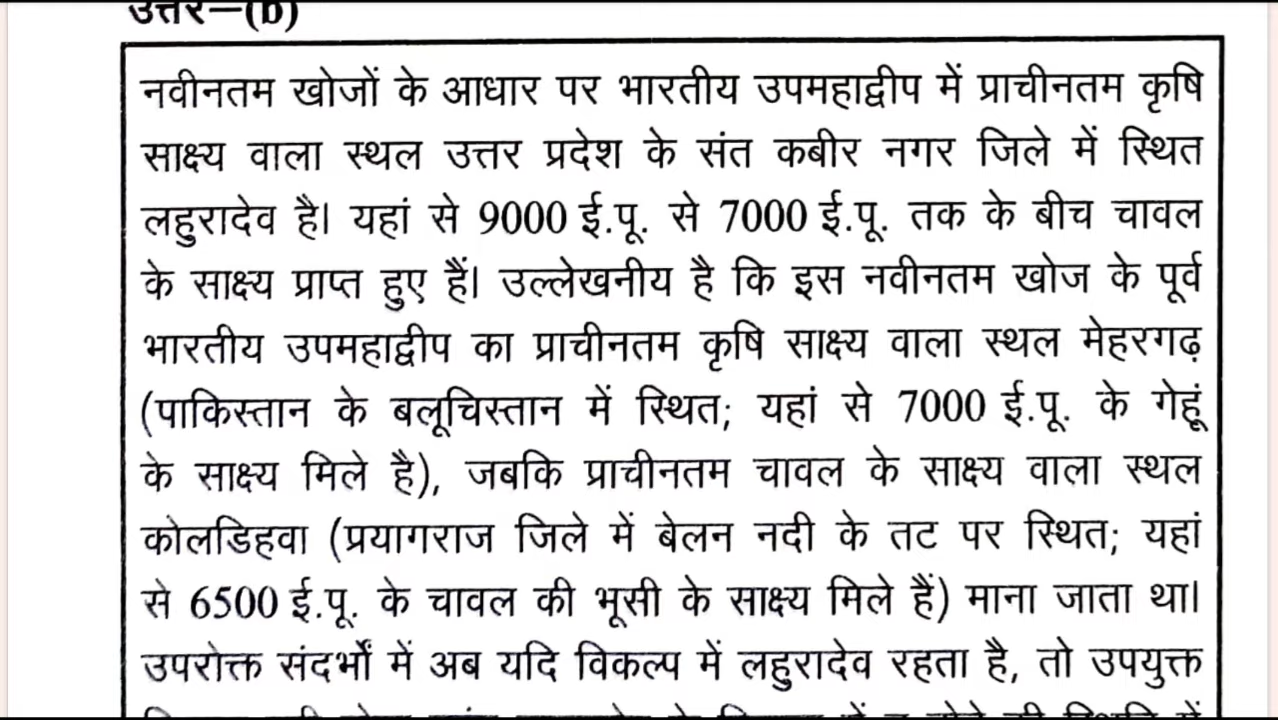 उत्तर—(b)
नवीनतम खोजों के आधार पर भारतीय उपमहाद्वीप में प्राचीनतम कृषि
साक्ष्य वाला स्थल उत्तर प्रदेश के संत कबीर नगर जिले में स्थित
लहुरादेव है। यहां से 9000 ई.पू. से 7000 ई.पू. तक के बीच चावल
के साक्ष्य प्राप्त हुए हैं। उल्लेखनीय है कि इस नवीनतम खोज के पूर्व
भारतीय उपमहाद्वीप का प्राचीनतम कृषि साक्ष्य वाला स्थल मेहरगढ़
(पाकिस्तान के बलूचिस्तान में स्थित; यहां से 7000 ई.पू. के गेहूं
के साक्ष्य मिले है), जबकि प्राचीनतम चावल के साक्ष्य वाला स्थल
कोलडिहवा (प्रयागराज जिले में बेलन नदी के तट पर स्थित; यहां
से 6500 ई.पू. के चावल की भूसी के साक्ष्य मिले हैं) माना जाता था।
उपरोक्त संदर्भों में अब यदि विकल्प में लहुरादेव रहता है, तो उपयुक्त